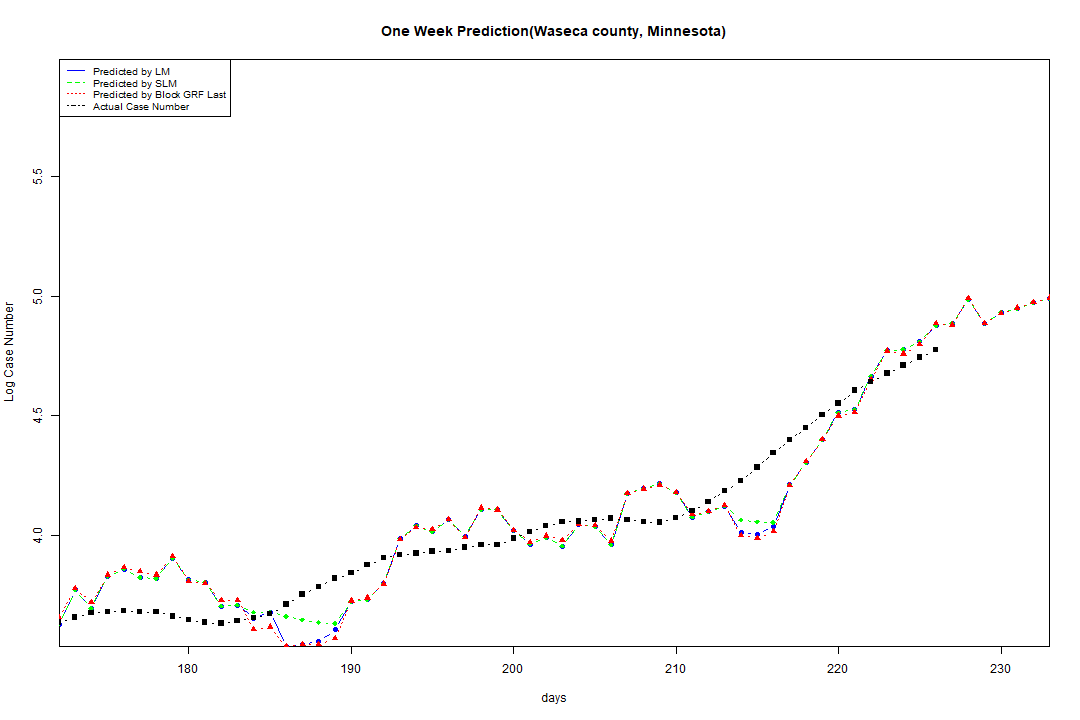 One Week Prediction(Waseca county, Minnesota)
Predicted by LM
Predicted by SLM
Predicted by Block GRF Last
Actual Case Number
5.5
5.0
4.5
4.0
Log Case Number
180 190 200 210 220 230
days